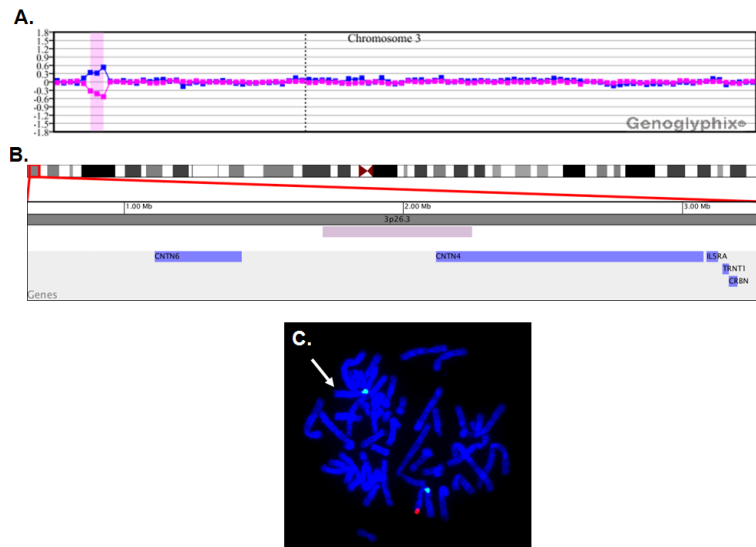 A.
Chromosome 3
1.8
1.5
1.2
0.9
0.6
0.3
0
-0.3
-0.6
-0.9
-1.2
-1.5
-1.8
Genoglyphix
B.
1.00 Mb 2.00 Mb 3.00 Mb
3p26.3
CNTN6 CNTN4 IL5RA
TRNT1
CRBN
Genes
C.